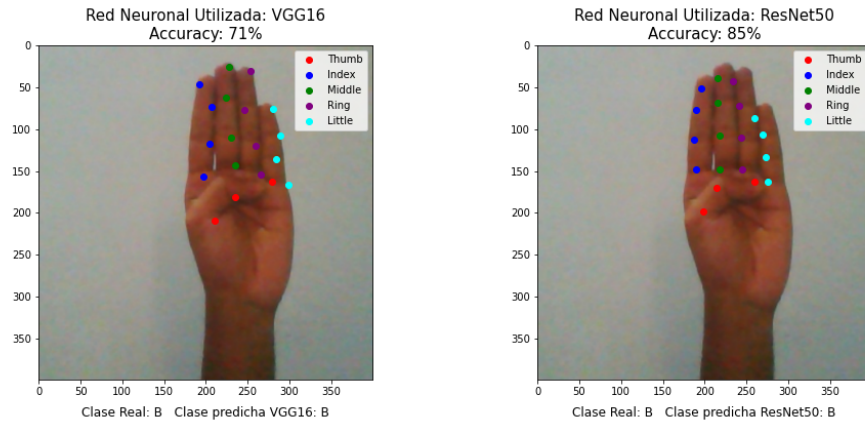 Red Neuronal Utilizada: VGG16
Accuracy: 71%
Thumb
Index
Middle
Ring
Little
0
50
100
150
200
250
300
350
0
50
100
150
200
250
300
350
Clase Real: B   Clase predicha VGG16: B
Red Neuronal Utilizada: ResNet50
Accuracy: 85%
Thumb
Index
Middle
Ring
Little
0
50
100
150
200
250
300
350
0
50
100
150
200
250
300
350
Clase Real: B   Clase predicha ResNet50: B